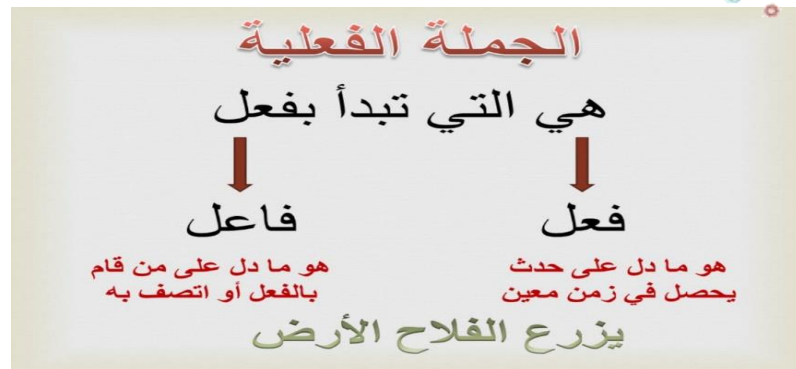 الجملة الفعلية
هي التي تبدأ بفعل
فعل
هو ما دل على حدث
يحصل في زمن معين
فاعل
هو ما دل على من قام
بالفعل أو اتصف به
يزرع الفلاح الأرض